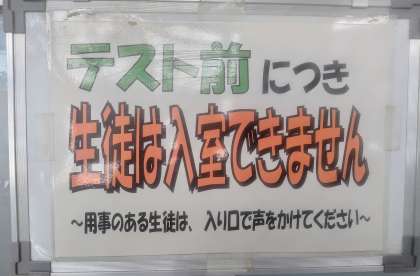 テスト前につき
生徒は入室できません
～用事のある生徒は、入り口で声をかけてください～